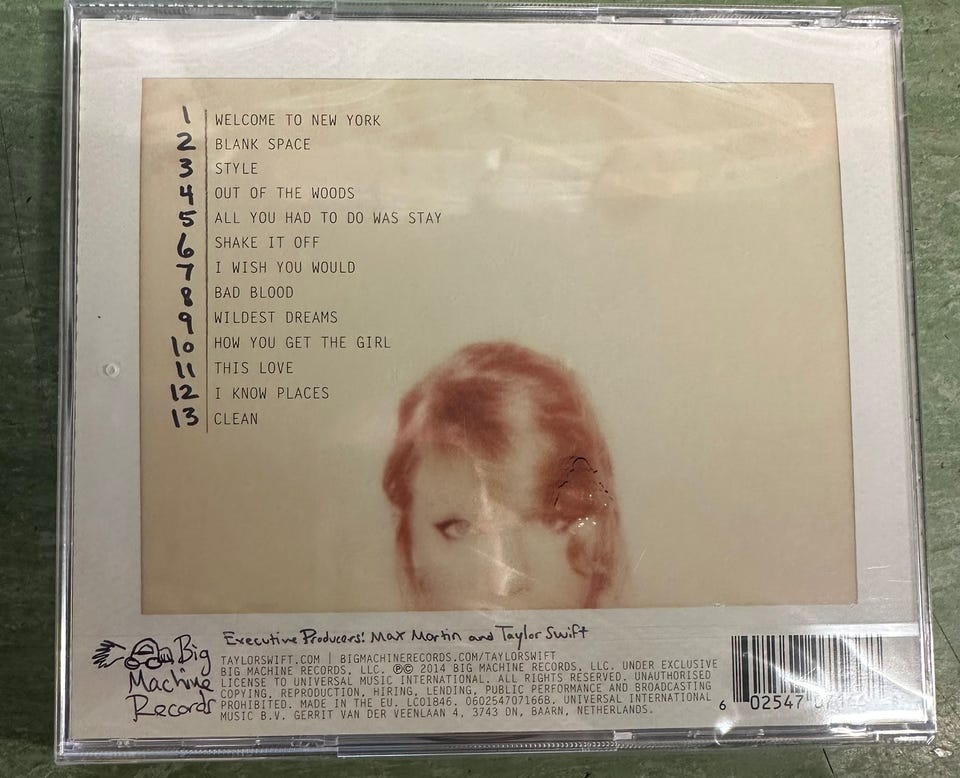 1 WELCOME TO NEW YORK
2 BLANK SPACE
3 STYLE
4 OUT OF THE WOODS
5 ALL YOU HAD TO DO WAS STAY
6 SHAKE IT OFF
7 I WISH YOU WOULD
8 BAD BLOOD
9 WILDEST DREAMS
10 HOW YOU GET THE GIRL
11 THIS LOVE
12 I KNOW PLACES
13 CLEAN
Big
Machine
Records
Executive Producers: Max Martin and Taylor Swift
TAYLORSWIFT.COM | BIGMACHINERECORDS.COM/TAYLORSWIFT
BIG MACHINE RECORDS, LLC. ℗© 2014 BIG MACHINE RECORDS, LLC. UNDER EXCLUSIVE
LICENSE TO UNIVERSAL MUSIC INTERNATIONAL. ALL RIGHTS RESERVED. UNAUTHORISED
COPYING, REPRODUCTION, HIRING, LENDING, PUBLIC PERFORMANCE AND BROADCASTING
PROHIBITED. MADE IN THE EU. LC01846. 0602547071668. UNIVERSAL INTERNATIONAL
MUSIC B.V. GERRIT VAN DER VEENLAAN 4, 3743 DN, BAARN, NETHERLANDS.
6 02547